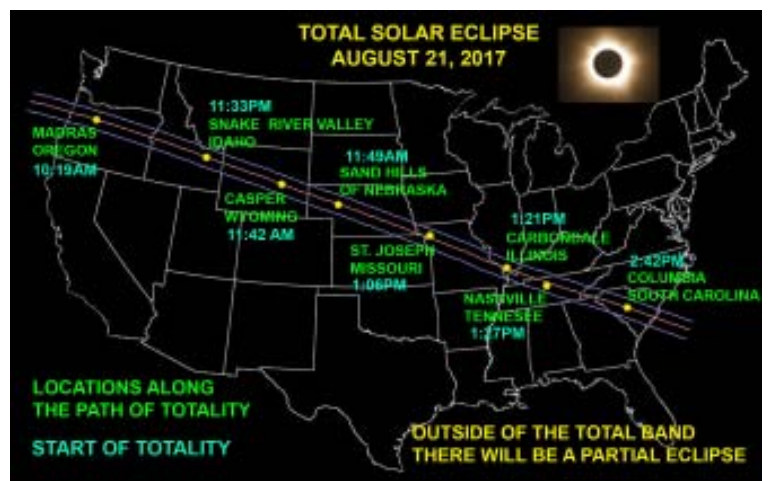 TOTAL SOLAR ECLIPSE
AUGUST 21, 2017
11:33PM
SNAKE RIVER VALLEY
IDAHO
MADRAS
OREGON
10:19AM
11:49AM
SAND HILLS
OF NEBRASKA
CASPER
WYOMING
11:42 AM
1:21PM
CARBONDALE
ILLINOIS
ST. JOSEPH
MISSOURI
1:06PM
2:42PM
COLUMBIA
SOUTH CAROLINA
NASHVILLE
TENNESEE
1:27PM
LOCATIONS ALONG
THE PATH OF TOTALITY
START OF TOTALITY
OUTSIDE OF THE TOTAL BAND
THERE WILL BE A PARTIAL ECLIPSE